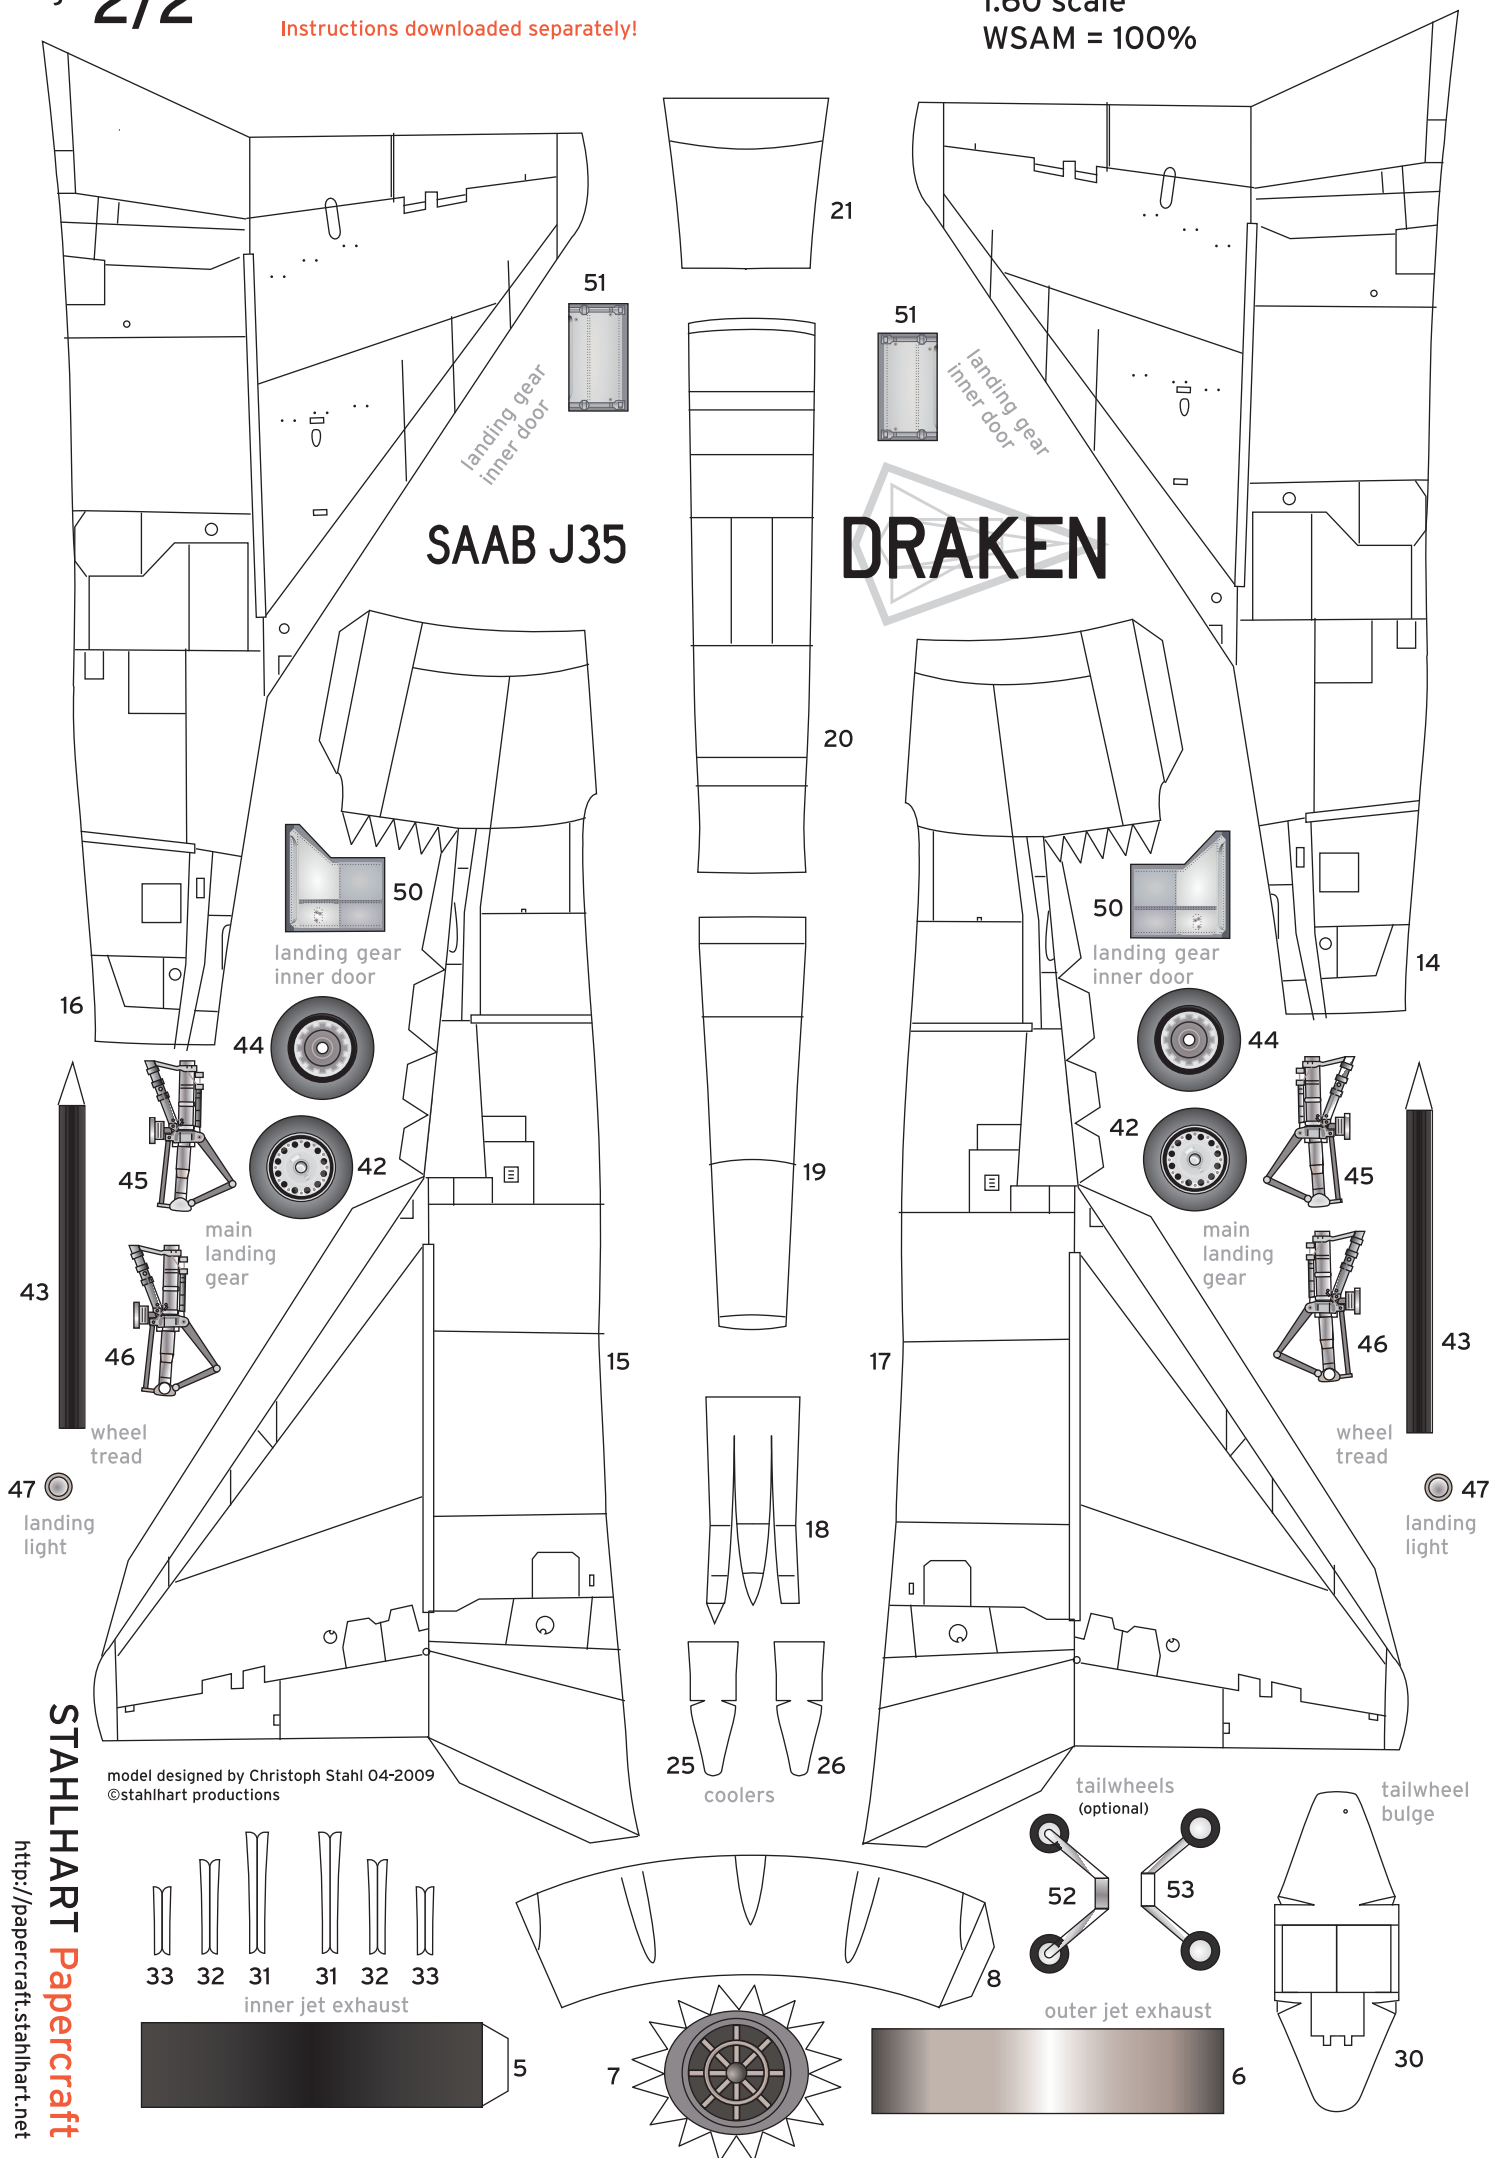 2/2
Instructions downloaded separately!
WSAM = 100%
21
51
landing gear
inner door
51
landing gear
inner door
SAAB J35
DRAKEN
20
50
landing gear
inner door
50
landing gear
inner door
16
14
44
44
42
42
45
45
main
landing
gear
main
landing
gear
43
43
46
46
19
15
17
wheel
tread
wheel
tread
47
landing
light
47
landing
light
18
25
26
coolers
model designed by Christoph Stahl 04-2009
©stahlhart productions
tailwheels
(optional)
tailwheel
bulge
52
53
33
32
31
31
32
33
inner jet exhaust
8
outer jet exhaust
5
7
6
30
STAHLHART Papercraft
http://papercraft.stahlhart.net